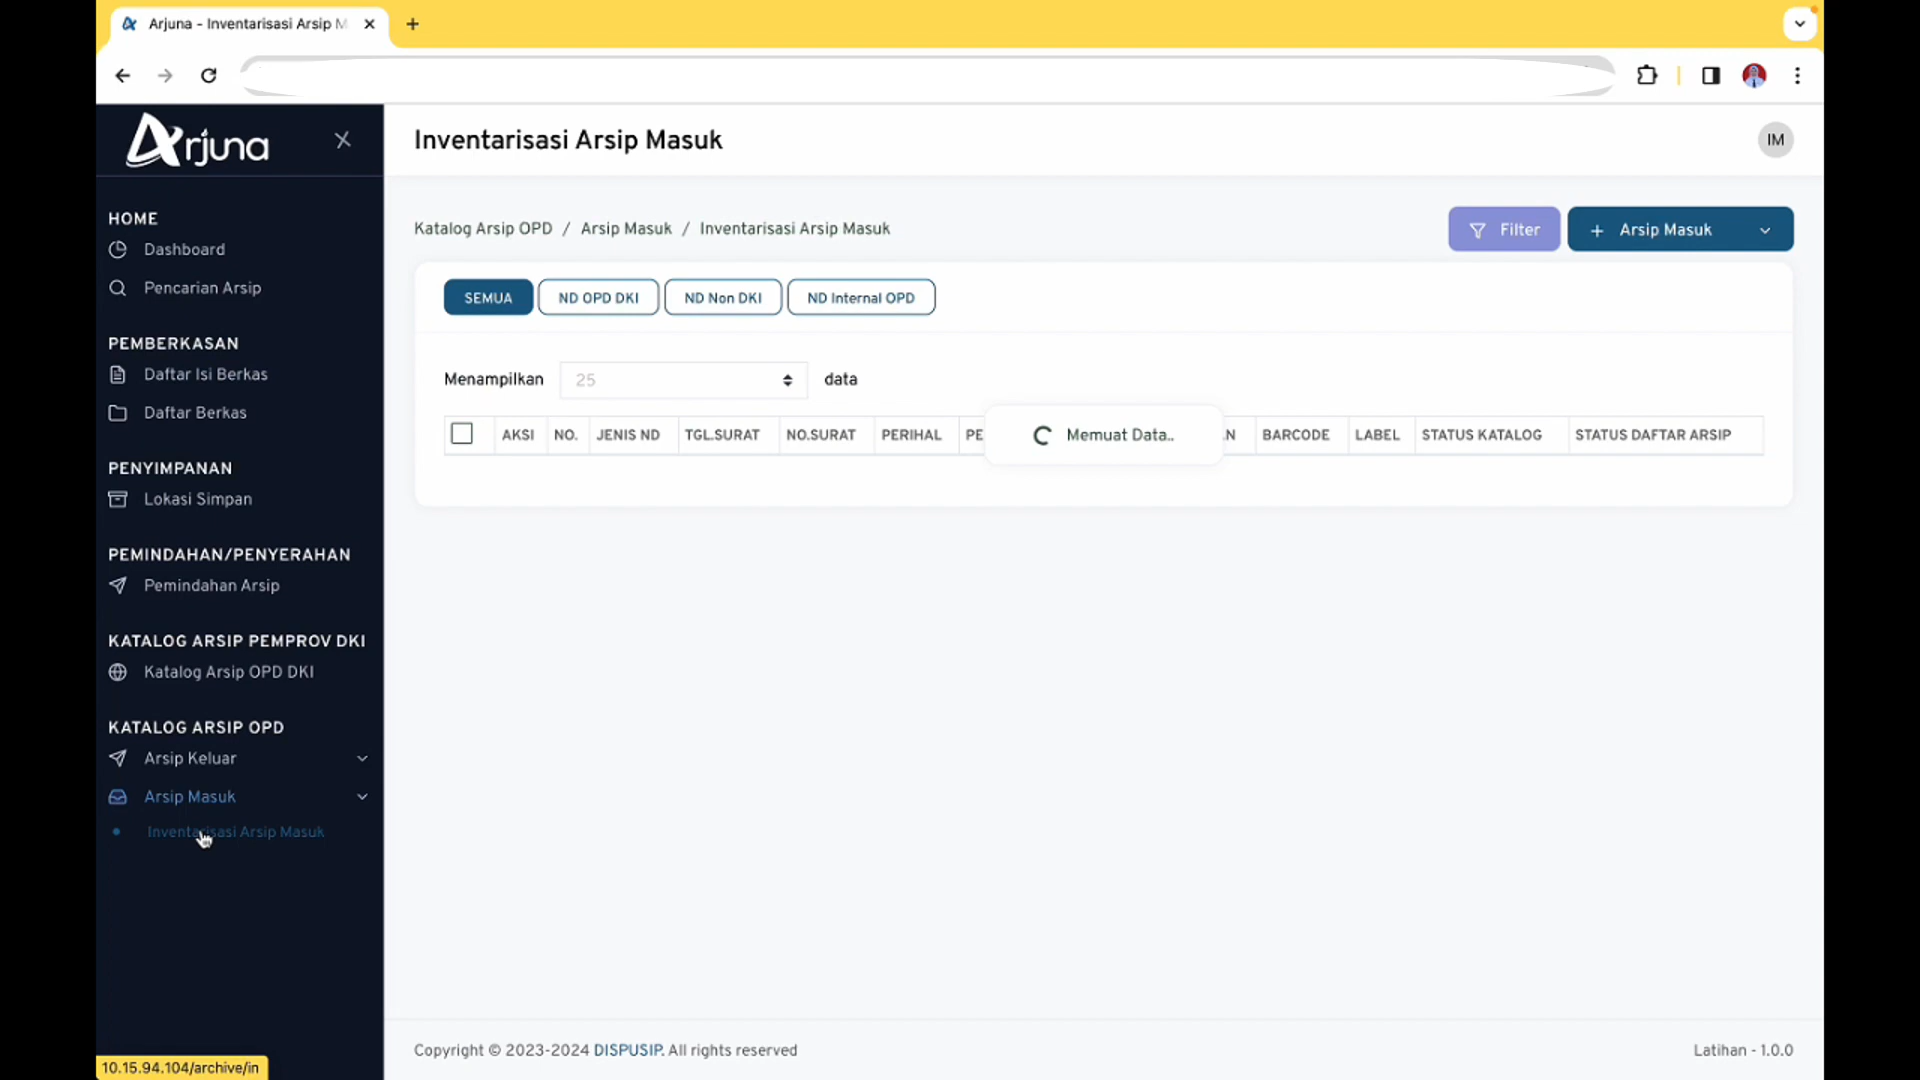 Arjuna - Inventarisasi Arsip M
Arjuna
Inventarisasi Arsip Masuk
IM
HOME
Dashboard
Pencarian Arsip
PEMBERKASAN
Daftar Isi Berkas
Daftar Berkas
PENYIMPANAN
Lokasi Simpan
PEMINDAHAN/PENYERAHAN
Pemindahan Arsip
KATALOG ARSIP PEMPROV DKI
Katalog Arsip OPD DKI
KATALOG ARSIP OPD
Arsip Keluar
Arsip Masuk
Inventarisasi Arsip Masuk
Katalog Arsip OPD / Arsip Masuk / Inventarisasi Arsip Masuk
Filter
+ Arsip Masuk
SEMUA ND OPD DKI ND Non DKI ND Internal OPD
Menampilkan 25 data
AKSI NO. JENIS ND TGL.SURAT NO.SURAT PERIHAL PE Memuat Data.. N BARCODE LABEL STATUS KATALOG STATUS DAFTAR ARSIP
Copyright © 2023-2024 DISPUSIP. All rights reserved
Latihan - 1.0.0
10.15.94.104/archive/in